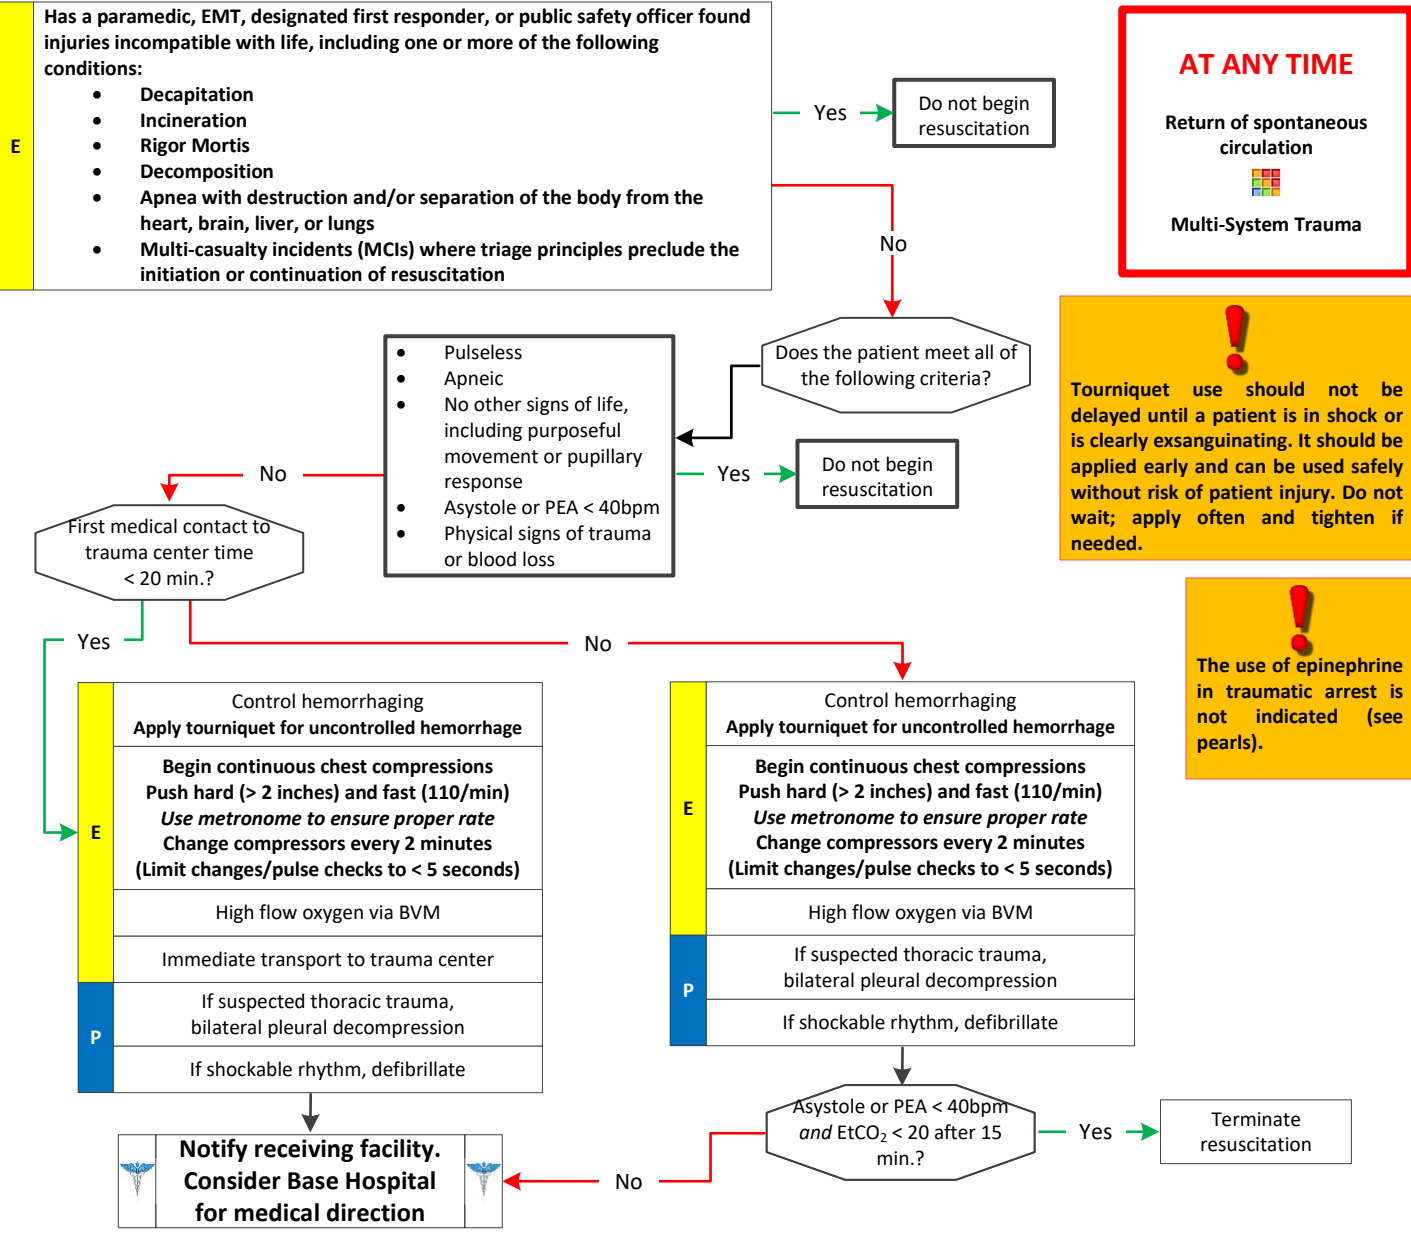 Has a paramedic, EMT, designated first responder, or public safety officer found
injuries incompatible with life, including one or more of the following
conditions:
• Decapitation
• Incineration
• Rigor Mortis
• Decomposition
• Apnea with destruction and/or separation of the body from the
heart, brain, liver, or lungs
• Multi-casualty incidents (MCIs) where triage principles preclude the
initiation or continuation of resuscitation
E
Yes
Do not begin
resuscitation
No
AT ANY TIME
Return of spontaneous
circulation
Multi-System Trauma
Does the patient meet all of
the following criteria?
• Pulseless
• Apneic
• No other signs of life,
including purposeful
movement or pupillary
response
• Asystole or PEA < 40bpm
• Physical signs of trauma
or blood loss
Yes
Do not begin
resuscitation
No
Tourniquet use should not be
delayed until a patient is in shock or
is clearly exsanguinating. It should be
applied early and can be used safely
without risk of patient injury. Do not
wait; apply often and tighten if
needed.
First medical contact to
trauma center time
< 20 min.?
Yes
No
The use of epinephrine
in traumatic arrest is
not indicated (see
pearls).
E
Control hemorrhaging
Apply tourniquet for uncontrolled hemorrhage
Begin continuous chest compressions
Push hard (> 2 inches) and fast (110/min)
Use metronome to ensure proper rate
Change compressors every 2 minutes
(Limit changes/pulse checks to < 5 seconds)
High flow oxygen via BVM
Immediate transport to trauma center
P
If suspected thoracic trauma,
bilateral pleural decompression
If shockable rhythm, defibrillate
E
Control hemorrhaging
Apply tourniquet for uncontrolled hemorrhage
Begin continuous chest compressions
Push hard (> 2 inches) and fast (110/min)
Use metronome to ensure proper rate
Change compressors every 2 minutes
(Limit changes/pulse checks to < 5 seconds)
High flow oxygen via BVM
P
If suspected thoracic trauma,
bilateral pleural decompression
If shockable rhythm, defibrillate
Asystole or PEA < 40bpm
and EtCO₂ < 20 after 15
min.?
Yes
Terminate
resuscitation
No
Notify receiving facility.
Consider Base Hospital
for medical direction